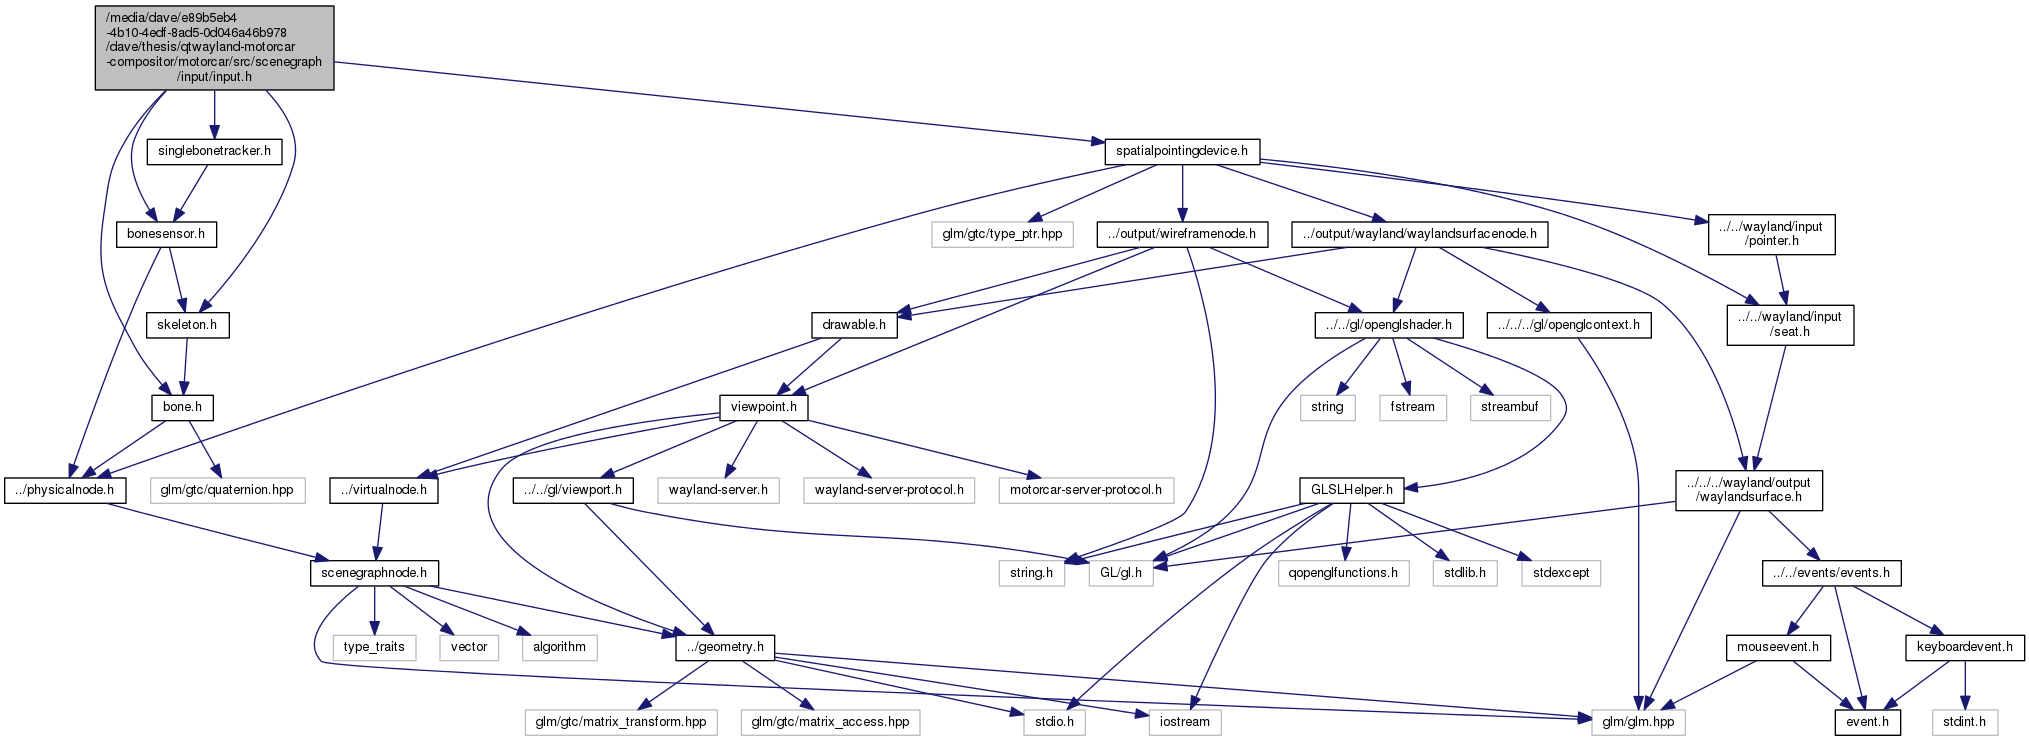 /media/dave/e89b5eb4
-4b10-4edf-8ad5-0d046a46b978
/dave/thesis/qtwayland-motorcar
-compositor/motorcar/src/scenegraph
/input/input.h
singlebonetracker.h
spatialpointingdevice.h
bonesensor.h
glm/gtc/type_ptr.hpp
../output/wireframenode.h
../output/wayland/waylandsurfacenode.h
../../wayland/input
/pointer.h
skeleton.h
drawable.h
../../gl/openglshader.h
../../../gl/openglcontext.h
../../wayland/input
/seat.h
bone.h
viewpoint.h
string
fstream
streambuf
../physicalnode.h
glm/gtc/quaternion.hpp
../virtualnode.h
../../gl/viewport.h
wayland-server.h
wayland-server-protocol.h
motorcar-server-protocol.h
GLSLHelper.h
../../../wayland/output
/waylandsurface.h
scenegraphnode.h
string.h
GL/gl.h
qopenglfunctions.h
stdlib.h
stdexcept
../../events/events.h
type_traits
vector
algorithm
../geometry.h
mouseevent.h
keyboardevent.h
glm/gtc/matrix_transform.hpp
glm/gtc/matrix_access.hpp
stdio.h
iostream
glm/glm.hpp
event.h
stdint.h